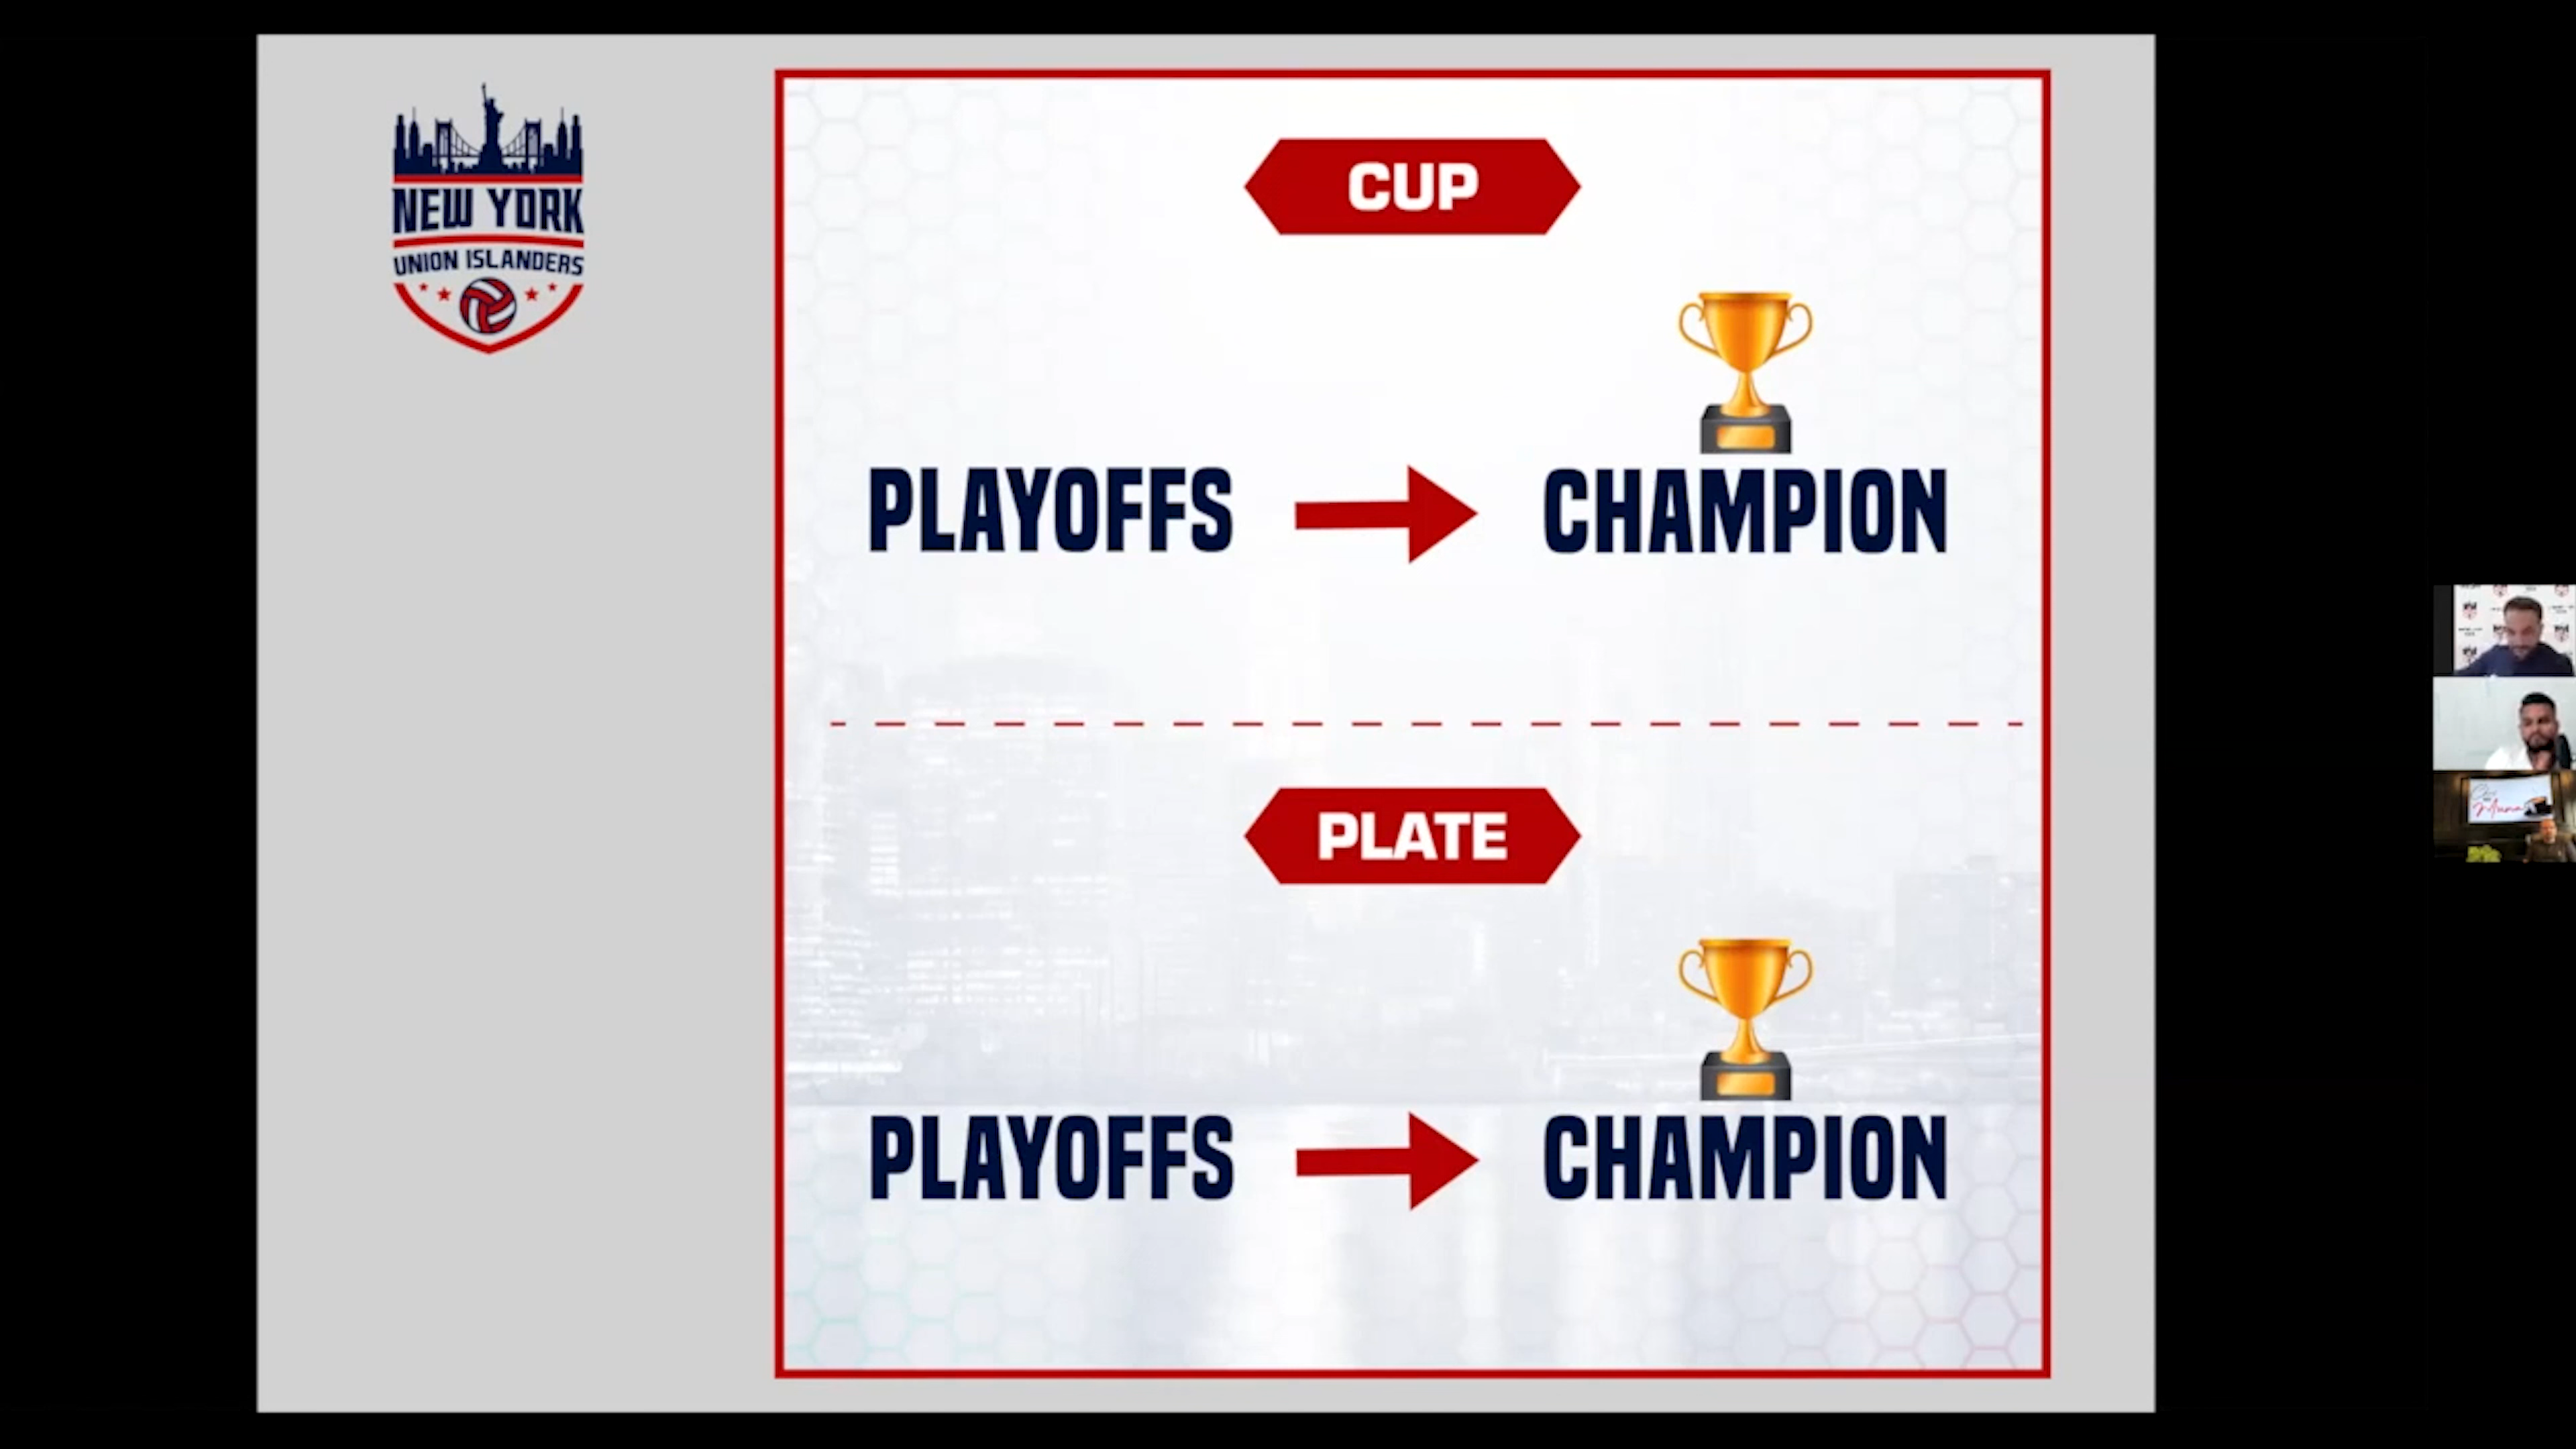 NEW YORK
UNION ISLANDERS
CUP
PLAYOFFS
CHAMPION
PLATE
PLAYOFFS
CHAMPION